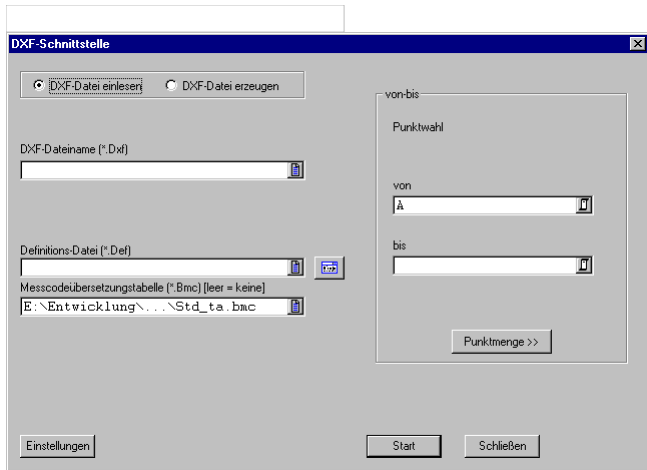 DXF-Schnittstelle
DXF-Datei einlesen DXF-Datei erzeugen
DXF-Dateiname (*.Dxf)
Definitions-Datei (*.Def)
Messcodeübersetzungstabelle (*.Bmc) [leer = keine]
E:\Entwicklung\...\Std_ta.bmc
von-bis
Punktwahl
von
A
bis
Punktmenge >>
Einstellungen
Start
Schließen